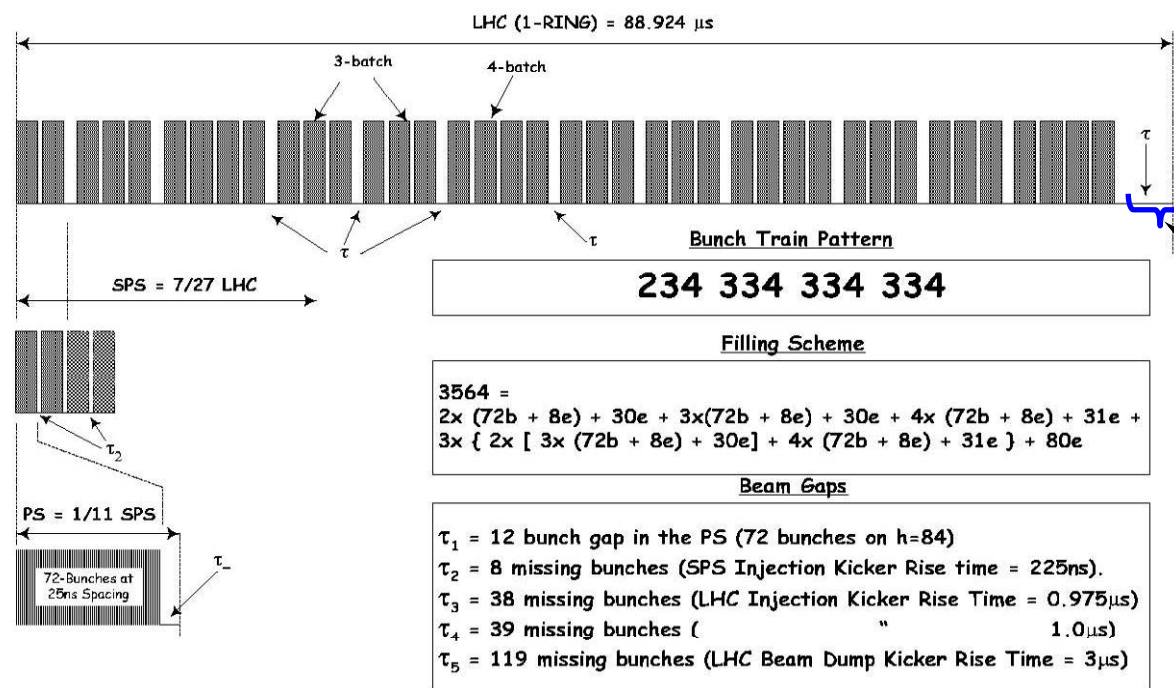 LHC (1-RING) = 88.924 µs
3-batch
4-batch
τ
τ
τ
Bunch Train Pattern
234 334 334 334
SPS = 7/27 LHC
Filling Scheme
3564 =
2x (72b + 8e) + 30e + 3x(72b + 8e) + 30e + 4x (72b + 8e) + 31e +
3x { 2x [ 3x (72b + 8e) + 30e] + 4x (72b + 8e) + 31e } + 80e
τ2
Beam Gaps
PS = 1/11 SPS
τ_
72-Bunches at
25ns Spacing
τ1 = 12 bunch gap in the PS (72 bunches on h=84)
τ2 = 8 missing bunches (SPS Injection Kicker Rise time = 225ns).
τ3 = 38 missing bunches (LHC Injection Kicker Rise Time = 0.975µs)
τ4 = 39 missing bunches ( " 1.0µs)
τ5 = 119 missing bunches (LHC Beam Dump Kicker Rise Time = 3µs)